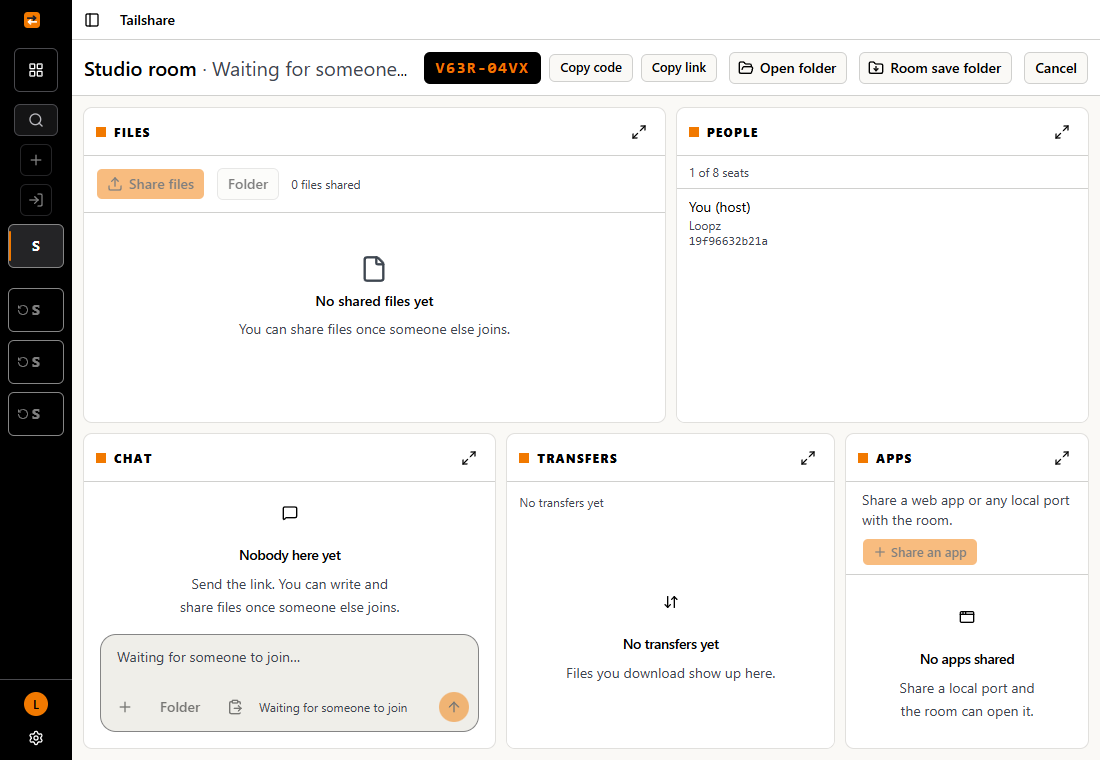 Tailshare
Studio room · Waiting for someone...
V63R-04VX
Copy code
Copy link
Open folder
Room save folder
Cancel
S
S
S
S
L
FILES
Share files
Folder
0 files shared
No shared files yet
You can share files once someone else joins.
PEOPLE
1 of 8 seats
You (host)
Loopz
19f96632b21a
CHAT
Nobody here yet
Send the link. You can write and
share files once someone else joins.
Waiting for someone to join...
Folder
Waiting for someone to join
TRANSFERS
No transfers yet
No transfers yet
Files you download show up here.
APPS
Share a web app or any local port
with the room.
Share an app
No apps shared
Share a local port and
the room can open it.